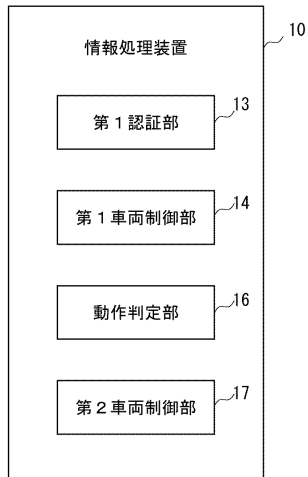 情報処理装置
10
第1認証部
13
第1車両制御部
14
動作判定部
16
第2車両制御部
17